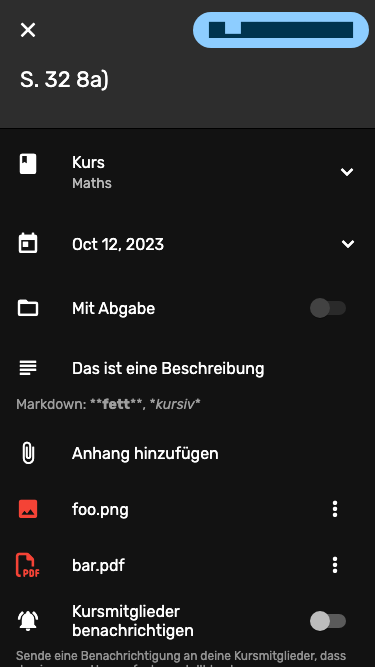 S. 32 8a)
Kurs
Maths
Oct 12, 2023
Mit Abgabe
Das ist eine Beschreibung
Markdown: **fett**, *kursiv*
Anhang hinzufügen
foo.png
bar.pdf
PDF
Kursmitglieder
benachrichtigen
Sende eine Benachrichtigung an deine Kursmitglieder, dass